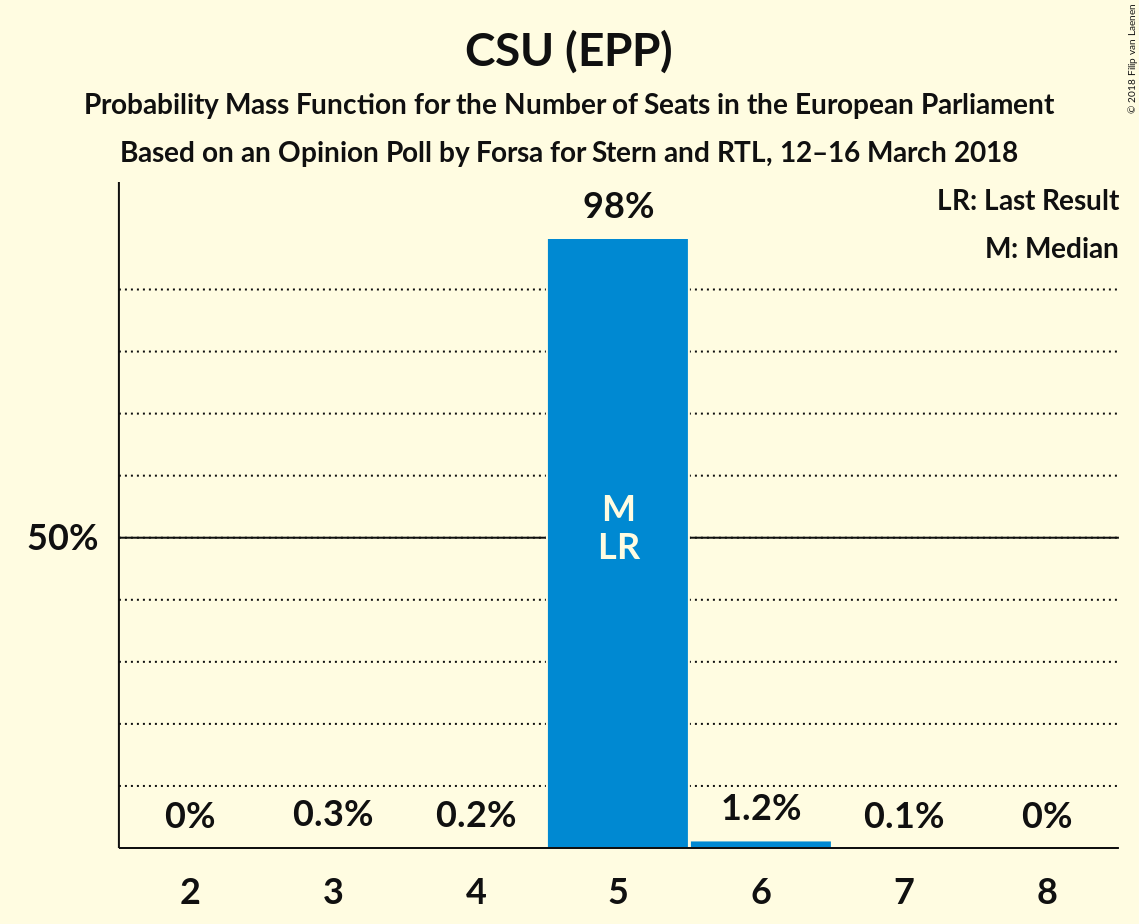 CSU (EPP)
Probability Mass Function for the Number of Seats in the European Parliament
Based on an Opinion Poll by Forsa for Stern and RTL, 12–16 March 2018
© 2018 Filip van Laenen
LR: Last Result
M: Median
98%
50%
M
LR
0%
0.3%
0.2%
1.2%
0.1%
0%
2
3
4
5
6
7
8